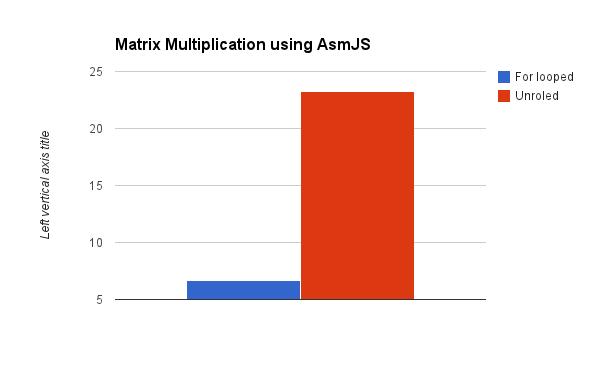 Matrix Multiplication using AsmJS
For looped
Unroled
25
20
15
10
5
Left vertical axis title